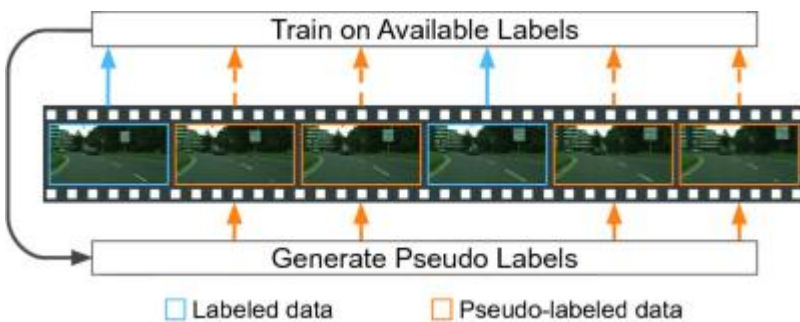 Train on Available Labels
Generate Pseudo Labels
Labeled data
Pseudo-labeled data